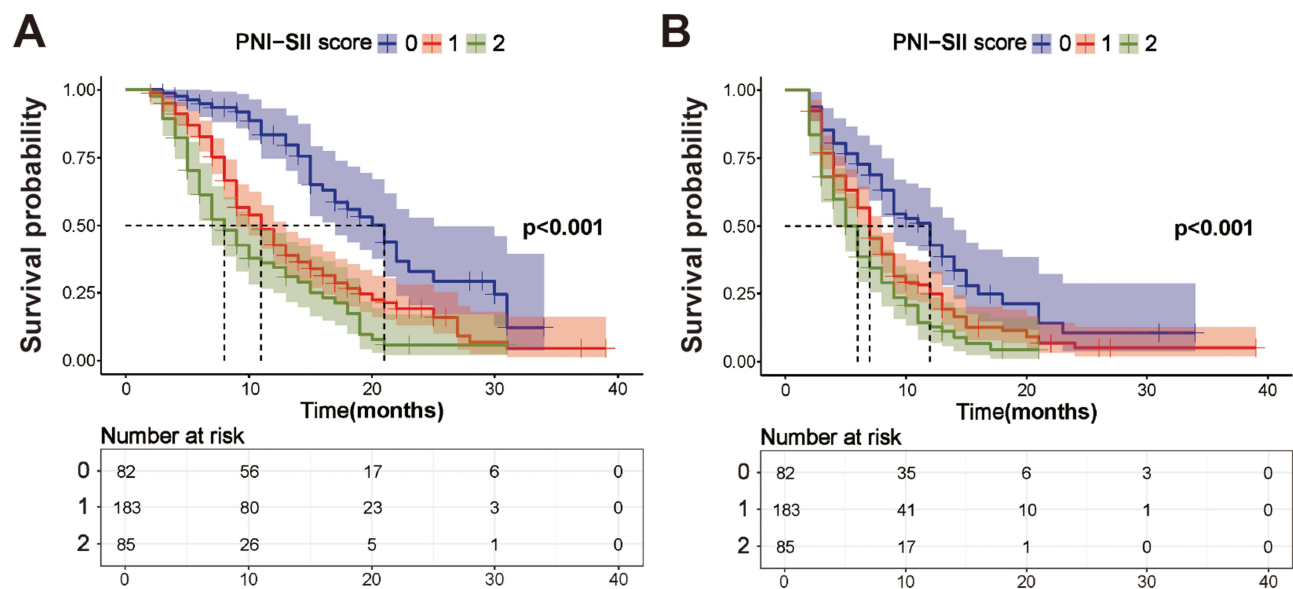 A
PNI−SII score 0 1 2
Survival probability
1.00
0.75
0.50
0.25
0.00
p<0.001
0 10 20 30 40
Time(months)
Number at risk
0 82 56 17 6 0
1 183 80 23 3 0
2 85 26 5 1 0
0 10 20 30 40
B
PNI−SII score 0 1 2
Survival probability
1.00
0.75
0.50
0.25
0.00
p<0.001
0 10 20 30 40
Time(months)
Number at risk
0 82 35 6 3 0
1 183 41 10 1 0
2 85 17 1 0 0
0 10 20 30 40